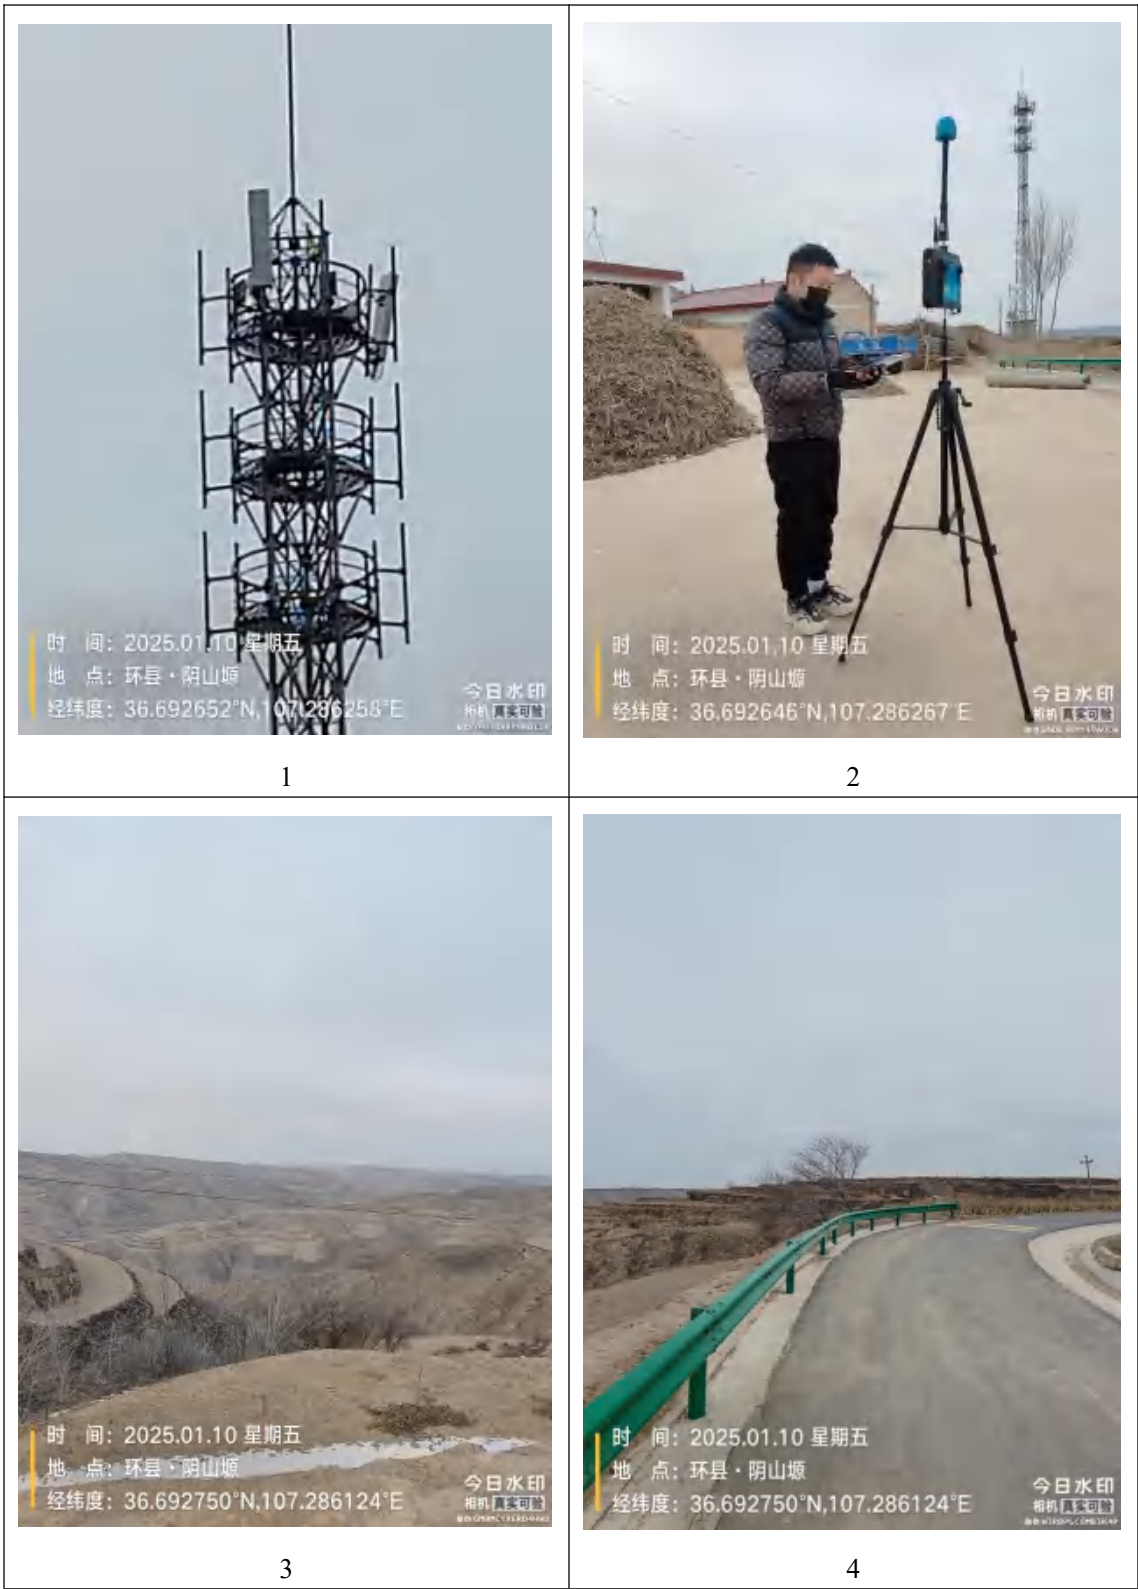 时 间：2025.01.10 星期五
地 点：环县·阴山塬
经纬度：36.692652°N,107.286258°E
今日水印
相机 真实可验
1
时 间：2025.01.10 星期五
地 点：环县·阴山塬
经纬度：36.692646°N,107.286267°E
今日水印
相机 真实可验
2
时 间：2025.01.10 星期五
地 点：环县·阴山塬
经纬度：36.692750°N,107.286124°E
今日水印
相机 真实可验
3
时 间：2025.01.10 星期五
地 点：环县·阴山塬
经纬度：36.692750°N,107.286124°E
今日水印
相机 真实可验
4